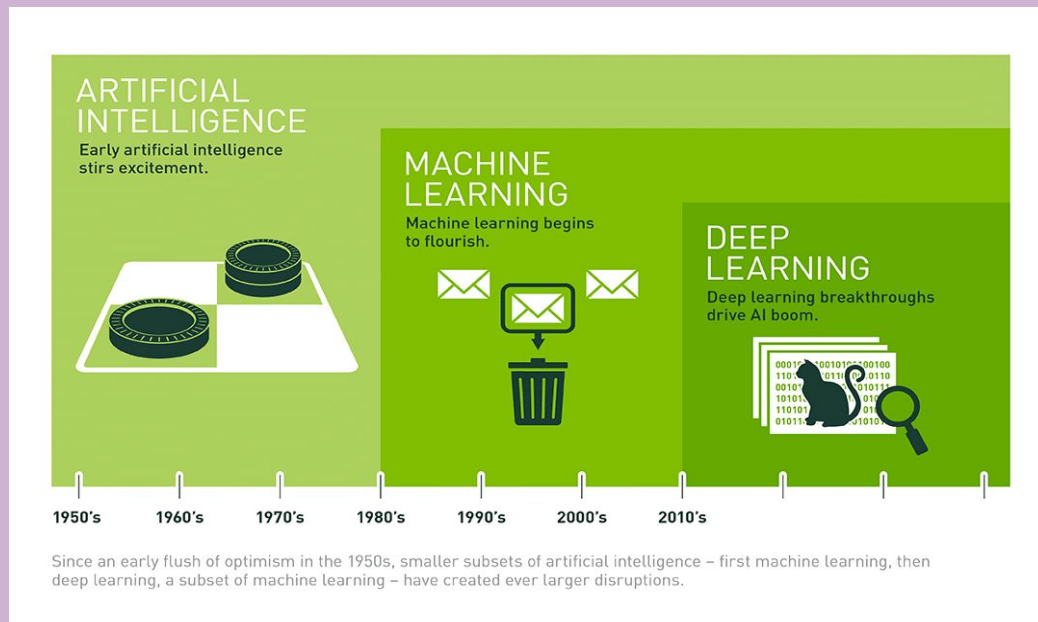 ARTIFICIAL
INTELLIGENCE
Early artificial intelligence
stirs excitement.
MACHINE
LEARNING
Machine learning begins
to flourish.
DEEP
LEARNING
Deep learning breakthroughs
drive AI boom.
1950's 1960's 1970's 1980's 1990's 2000's 2010's
Since an early flush of optimism in the 1950s, smaller subsets of artificial intelligence – first machine learning, then
deep learning, a subset of machine learning – have created ever larger disruptions.